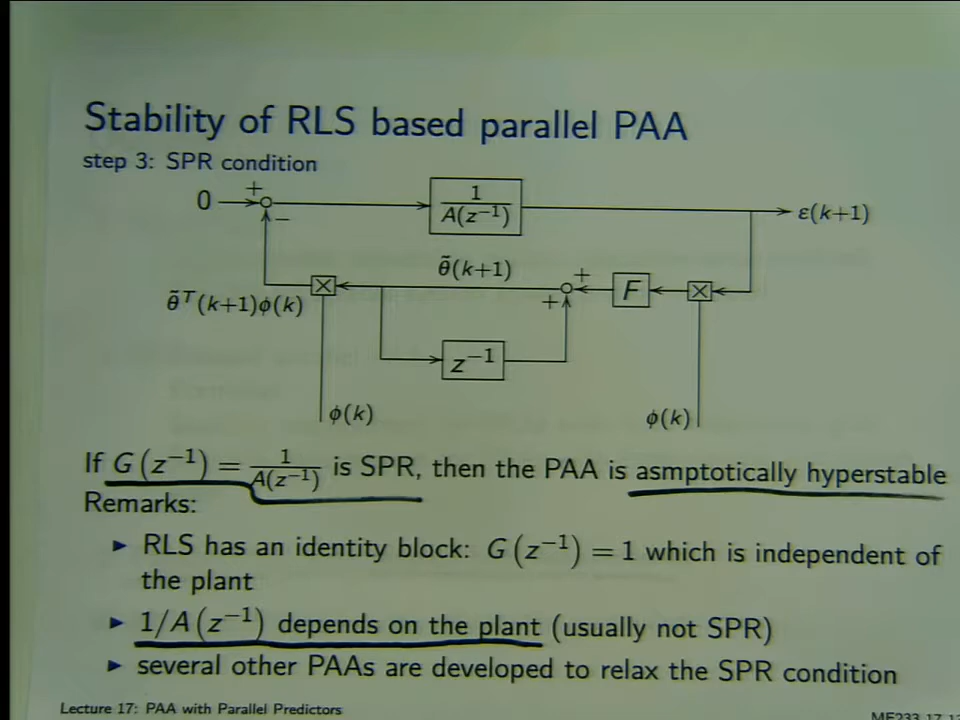 Stability of RLS based parallel PAA
step 3: SPR condition
0 + − 1/A(z⁻¹) ε(k+1)
θ̃(k+1) + + F
θ̃ᵀ(k+1)φ(k)
z⁻¹
φ(k) φ(k)
If G(z⁻¹) = 1/A(z⁻¹) is SPR, then the PAA is asmptotically hyperstable
Remarks:
▶ RLS has an identity block: G(z⁻¹) = 1 which is independent of
the plant
▶ 1/A(z⁻¹) depends on the plant (usually not SPR)
▶ several other PAAs are developed to relax the SPR condition
Lecture 17: PAA with Parallel Predictors
ME233 17-